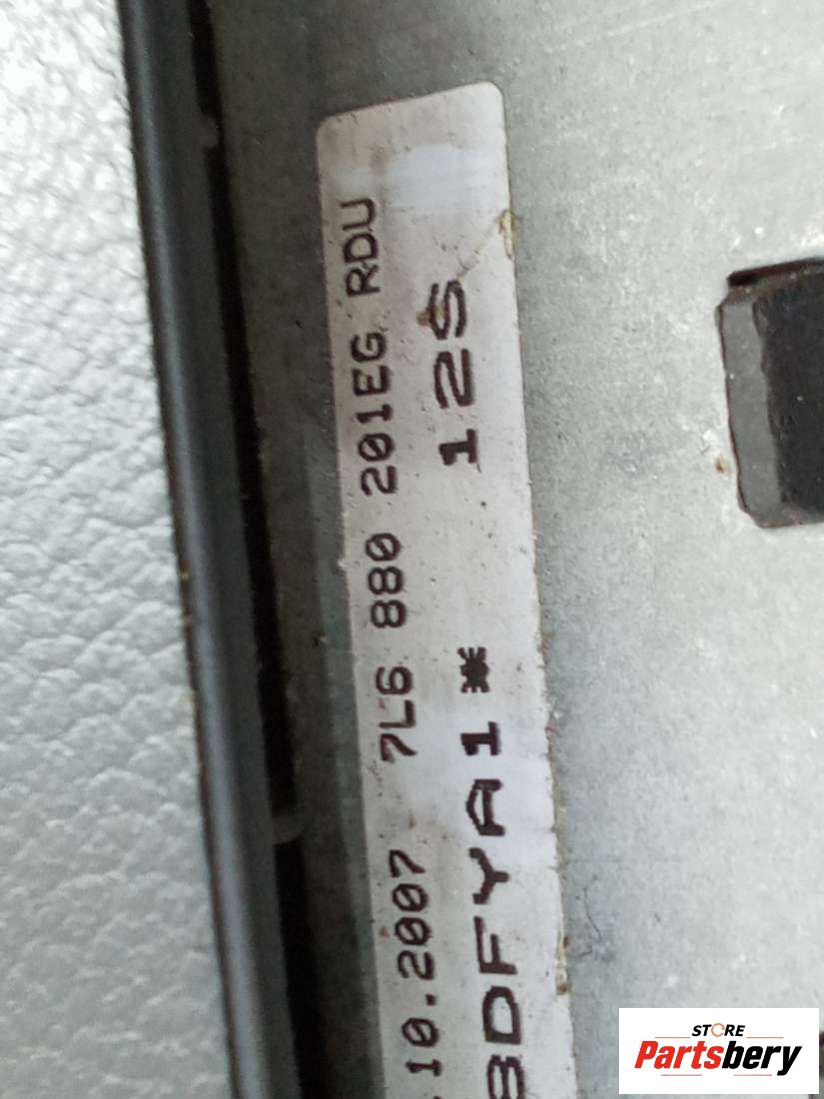 .10.2007 7L6 880 201EG RDU
3DFYA1* 12S
STORE
Partsbery